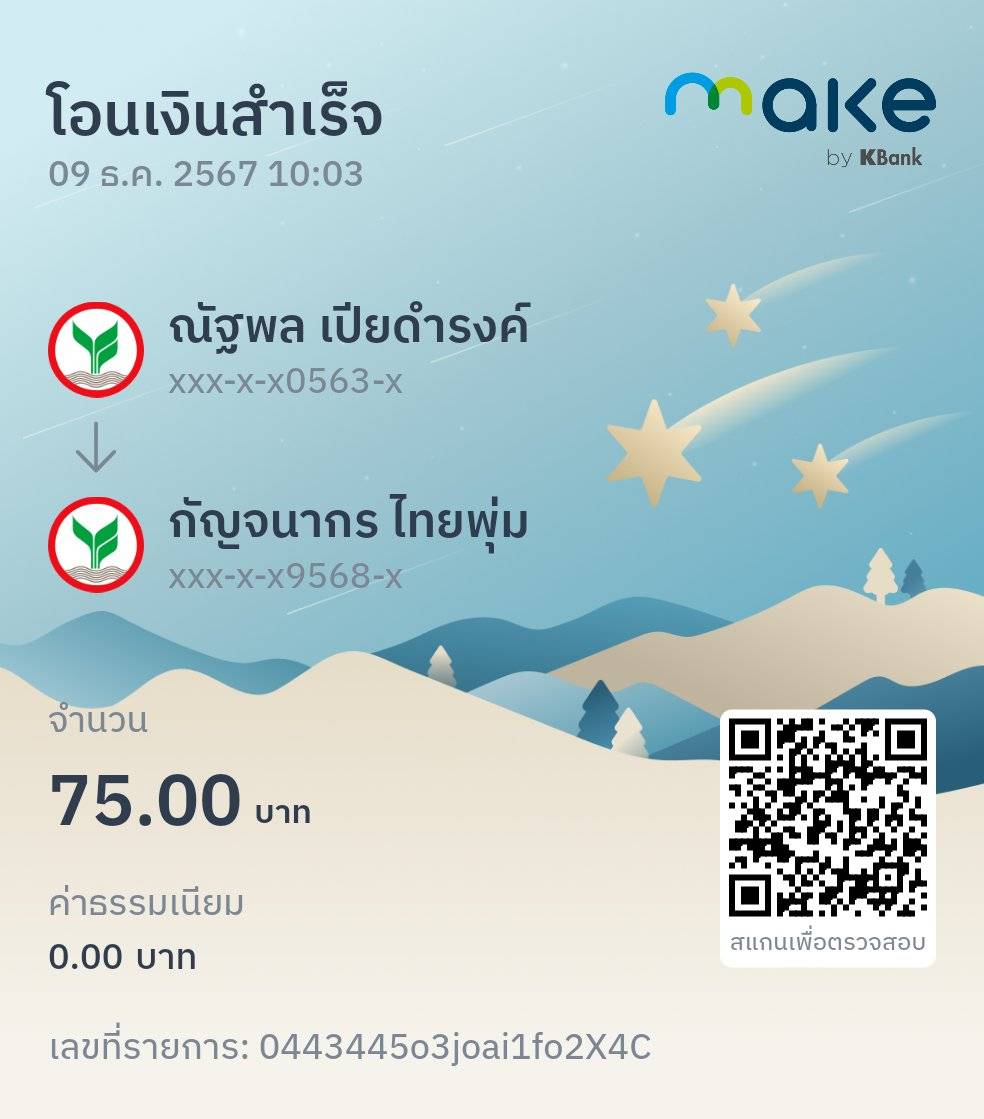 โอนเงินสำเร็จ
09 ธ.ค. 2567 10:03
make
by KBank
ณัฐพล เปียดำรงค์
xxx-x-x0563-x
กัญจนากร ไทยพุ่ม
xxx-x-x9568-x
จำนวน
75.00 บาท
ค่าธรรมเนียม
0.00 บาท
สแกนเพื่อตรวจสอบ
เลขที่รายการ: 0443445o3joai1fo2X4C